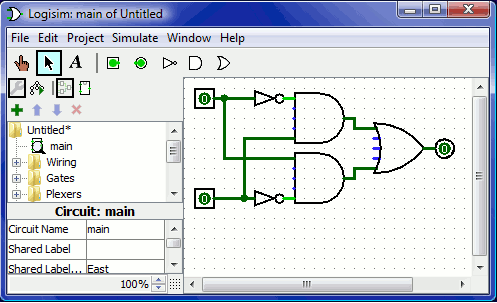 Logisim: main of Untitled
File Edit Project Simulate Window Help
A
Untitled*
main
Wiring
Gates
Plexers
Circuit: main
Circuit Name main
Shared Label
Shared Label... East
100%
0
0
0